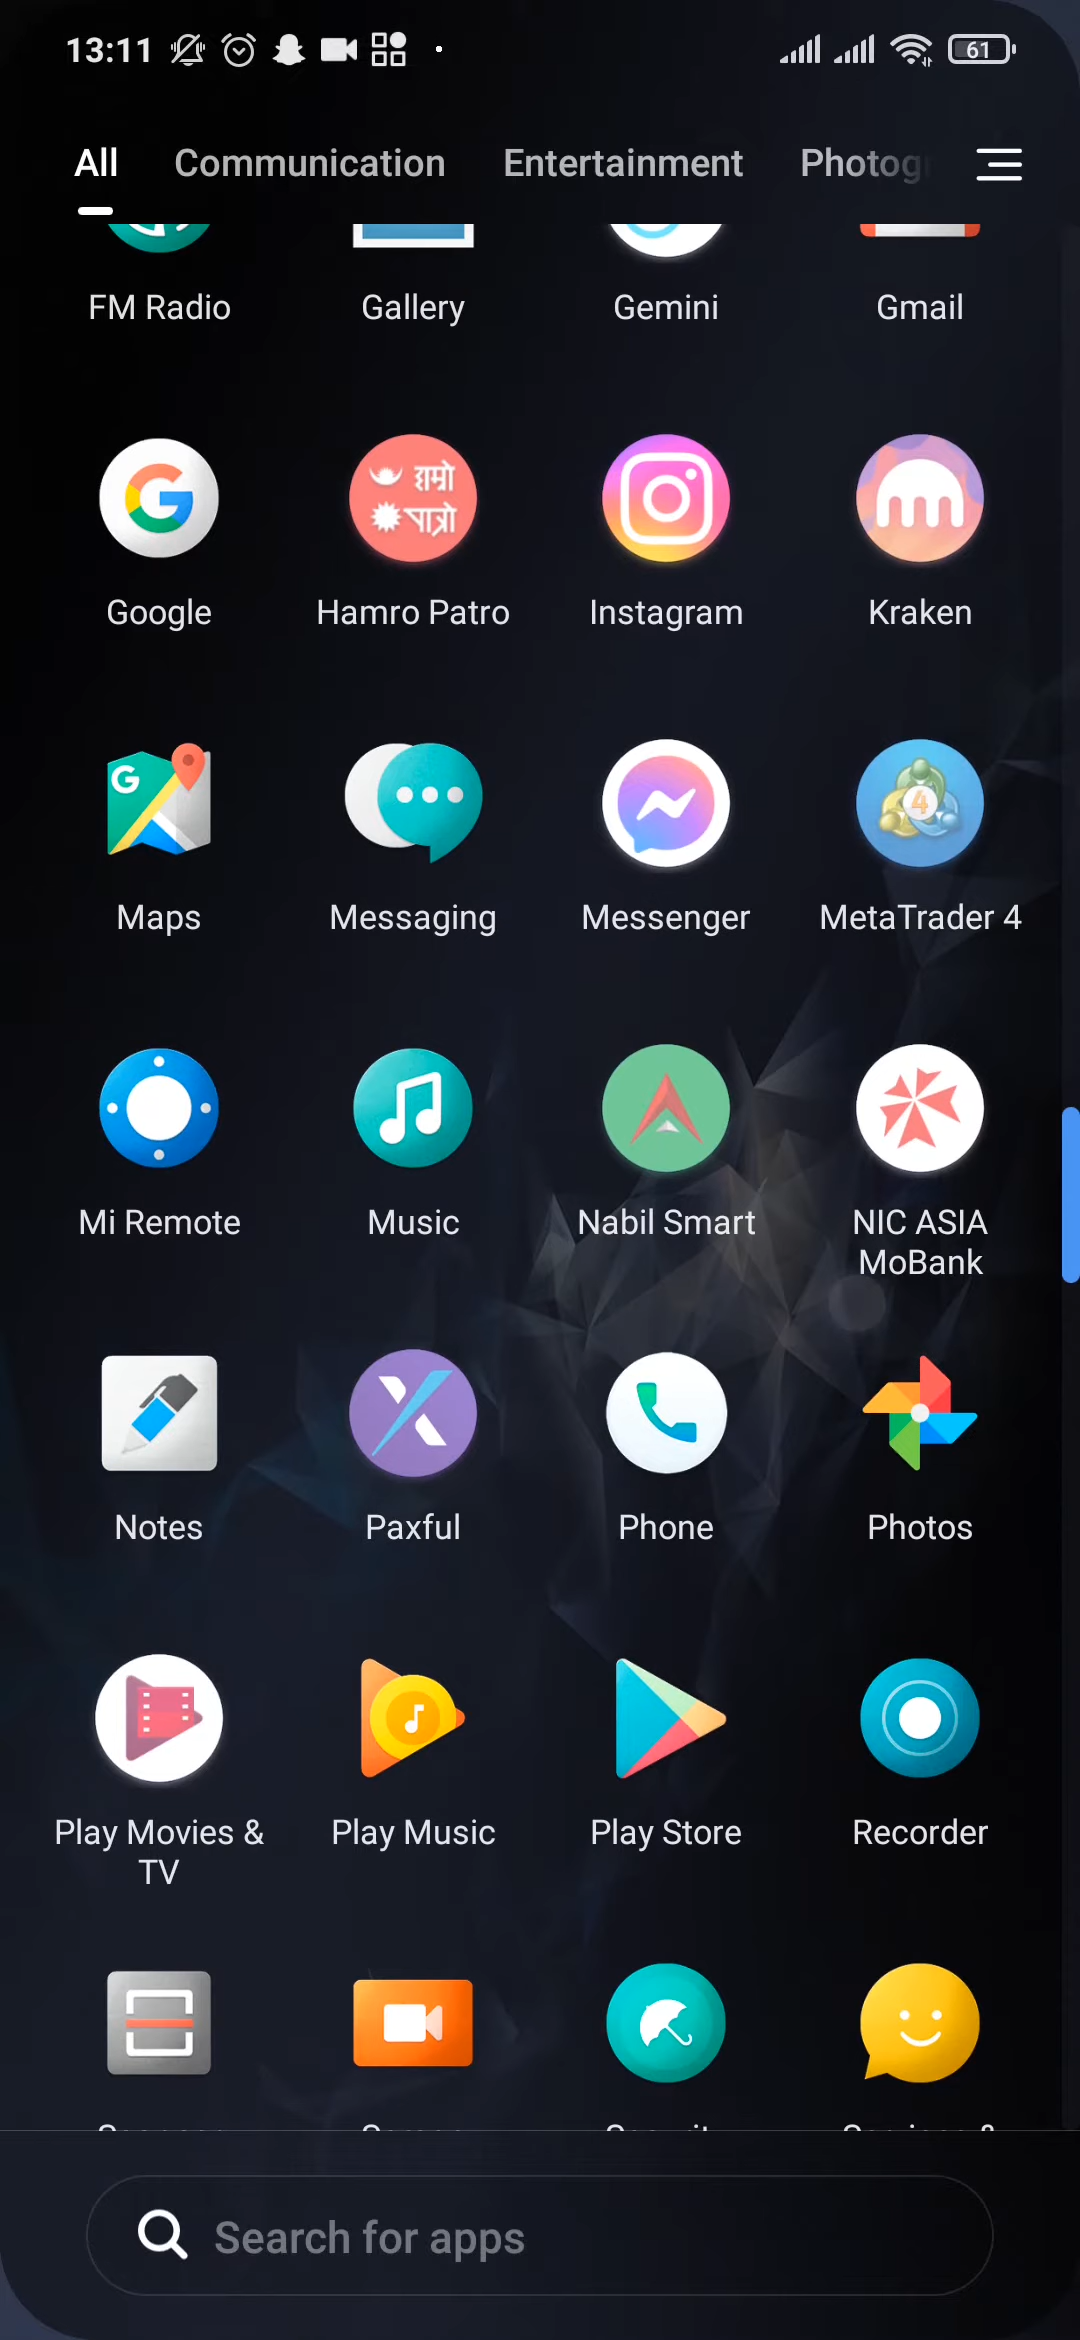 13:11
61
All Communication Entertainment Photog
FM Radio Gallery Gemini Gmail
G हाम्रो पात्रो
Google Hamro Patro Instagram Kraken
G 4
Maps Messaging Messenger MetaTrader 4
Mi Remote Music Nabil Smart NIC ASIA
MoBank
Notes Paxful Phone Photos
Play Movies & Play Music Play Store Recorder
TV
Search for apps